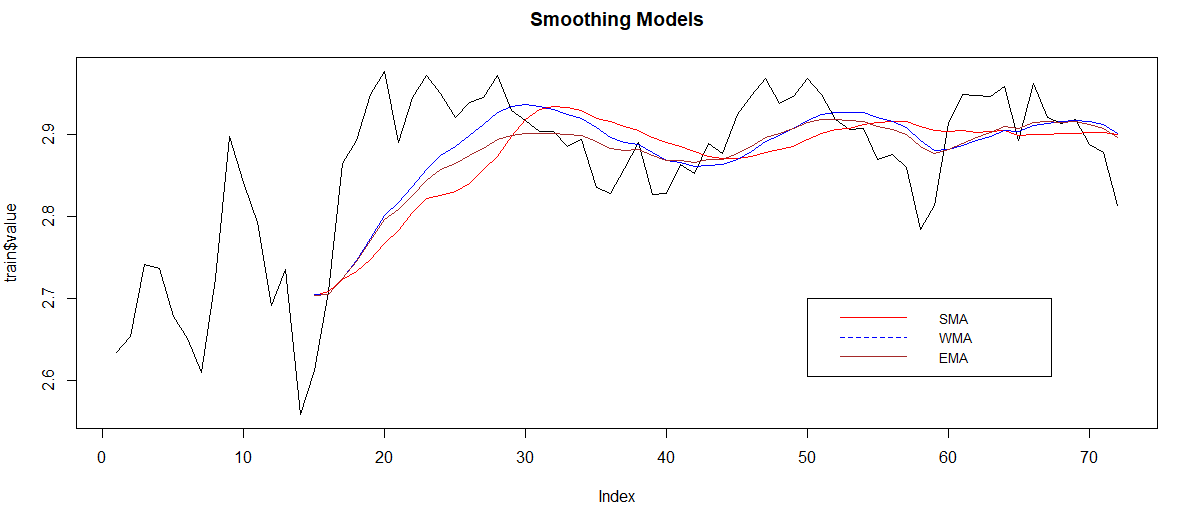 Smoothing Models
train$value
2.9
2.8
2.7
2.6
SMA
WMA
EMA
0 10 20 30 40 50 60 70
Index